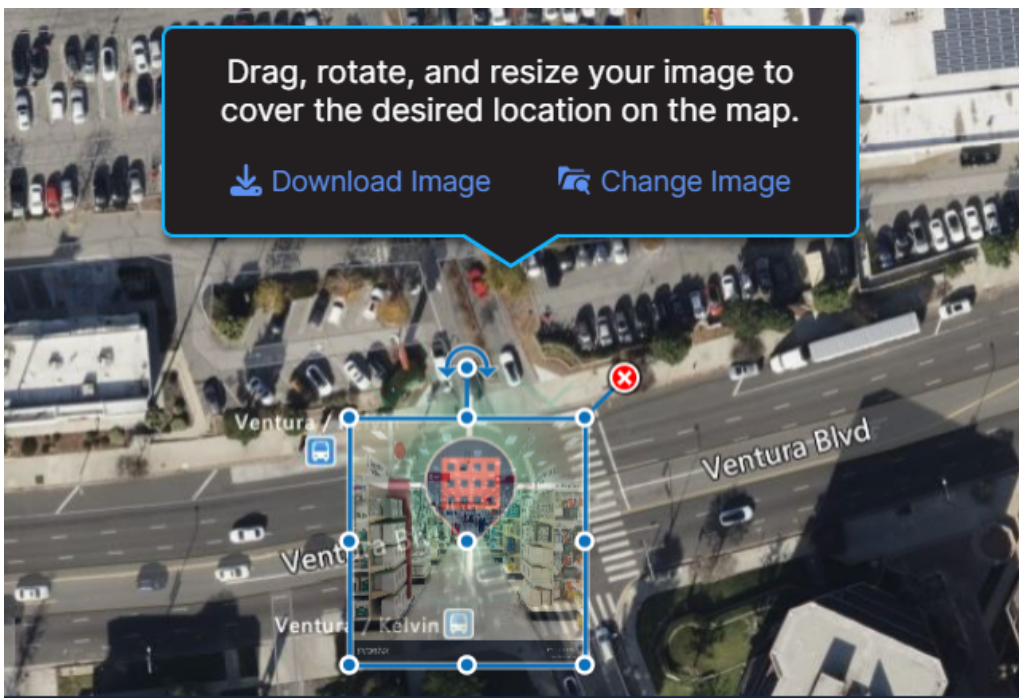 Drag, rotate, and resize your image to
cover the desired location on the map.
Download Image
Change Image
Ventura /
Ventura Blvd
Ventura Blvd
Ventura / Kelvin